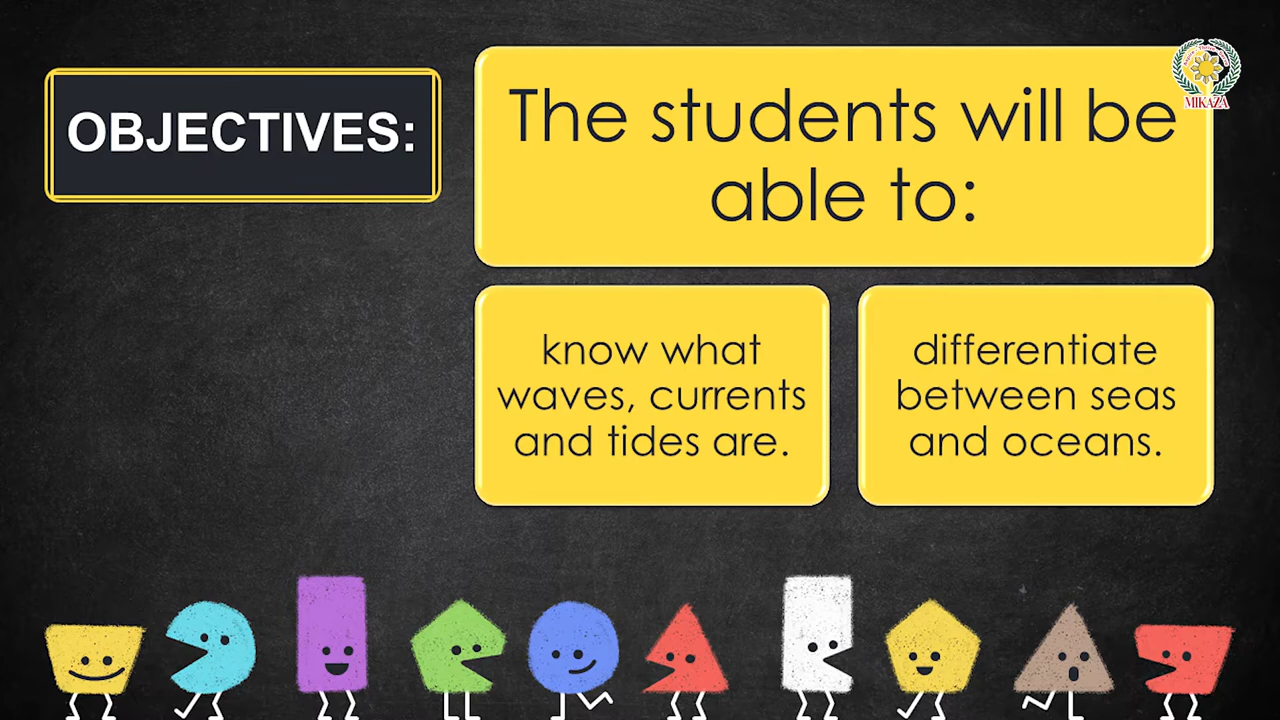 OBJECTIVES:
The students will be
able to:
know what
waves, currents
and tides are.
differentiate
between seas
and oceans.
MIKAZA